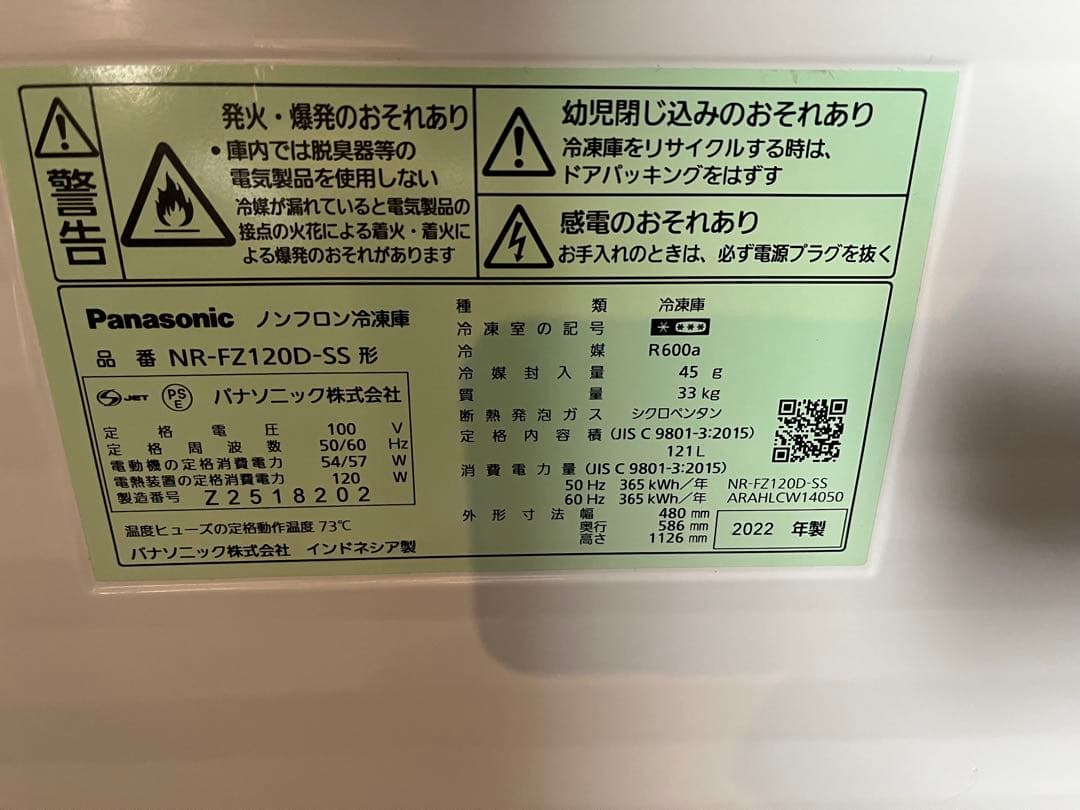 警告
発火・爆発のおそれあり
• 庫内では脱臭器等の
電気製品を使用しない
冷媒が漏れていると電気製品の
接点の火花による着火・着火に
よる爆発のおそれがあります
幼児閉じ込みのおそれあり
冷凍庫をリサイクルする時は、
ドアパッキングをはずす
感電のおそれあり
お手入れのときは、必ず電源プラグを抜く
Panasonic ノンフロン冷凍庫
品番 NR-FZ120D-SS 形
JET PS E パナソニック株式会社
定格電圧 100 V
定格周波数 50/60 Hz
電動機の定格消費電力 54/57 W
電熱装置の定格消費電力 120 W
製造番号 Z2518202
温度ヒューズの定格動作温度 73℃
パナソニック株式会社 インドネシア製
種類 冷凍庫
冷凍室の記号
冷媒 R600a
冷媒封入量 45 g
質量 33 kg
断熱発泡ガス シクロペンタン
定格内容積 (JIS C 9801-3:2015)
121 L
消費電力量 (JIS C 9801-3:2015)
50 Hz 365 kWh/年
60 Hz 365 kWh/年
NR-FZ120D-SS
ARAHLCW14050
外形寸法 幅 480 mm
奥行 586 mm
高さ 1126 mm
2022 年製